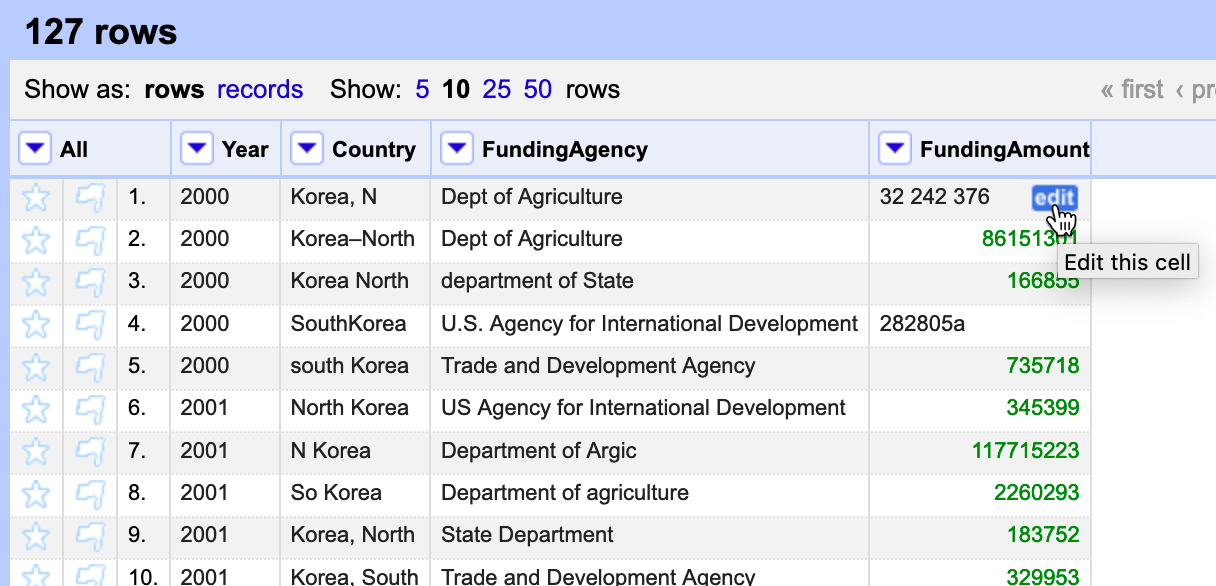 127 rows
Show as: rows records Show: 5 10 25 50 rows « first ‹
All Year Country FundingAgency FundingAmount
1. 2000 Korea, N Dept of Agriculture 32 242 376 edit
2. 2000 Korea–North Dept of Agriculture
Edit this cell
3. 2000 Korea North department of State 166855
4. 2000 SouthKorea U.S. Agency for International Development 282805a
5. 2000 south Korea Trade and Development Agency 735718
6. 2001 North Korea US Agency for International Development 345399
7. 2001 N Korea Department of Argic 117715223
8. 2001 So Korea Department of agriculture 2260293
9. 2001 Korea, North State Department 183752
10. 2001 Korea, South Trade and Development Agency 329953